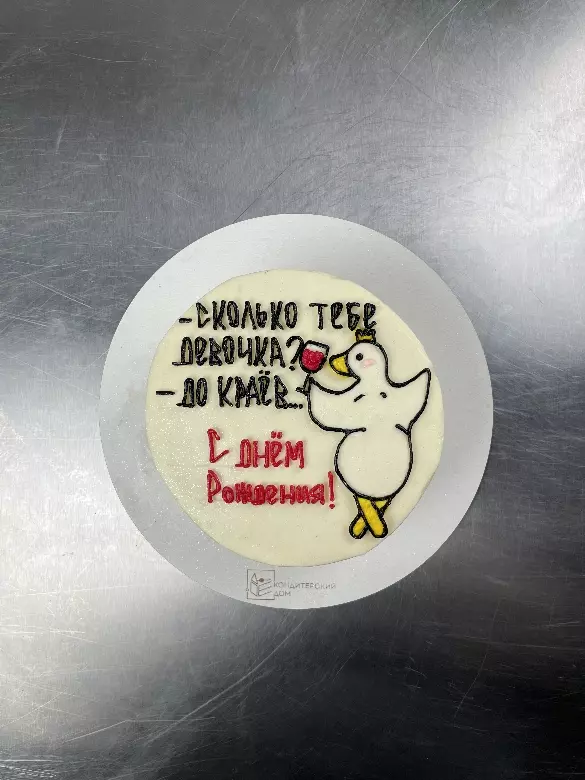 -СКОЛЬКО ТЕБЕ
ДЕВОЧКА?
-ДО КРАЁВ...
С ДНЁМ
Рождения!
КОНДИТЕРСКИЙ
ДОМ